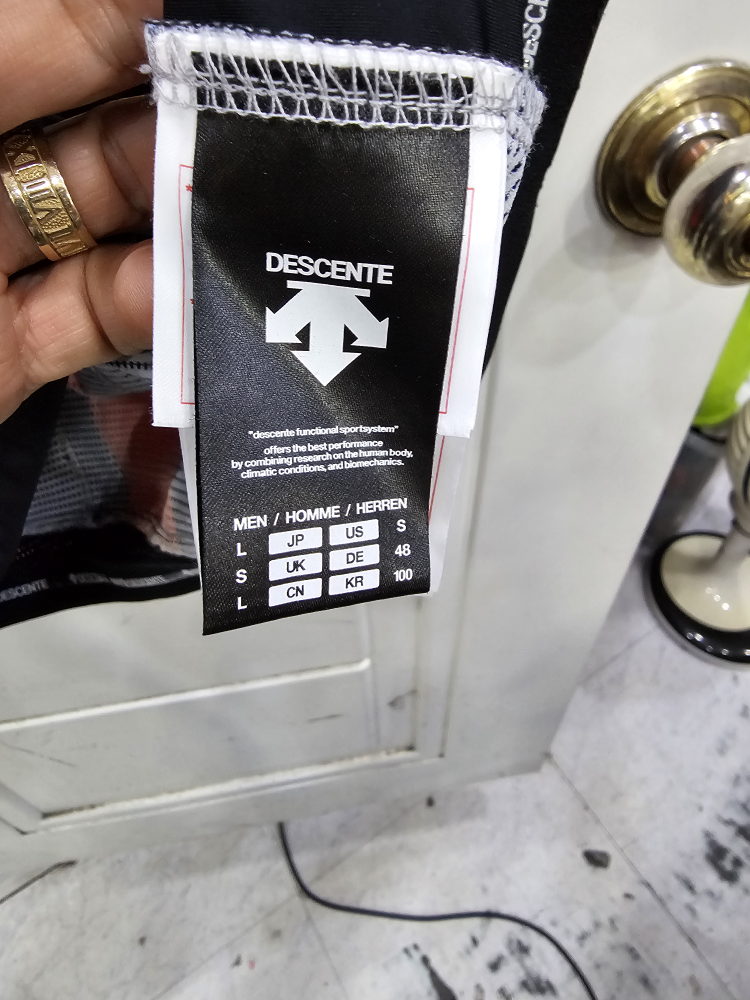 DESCENTE
"descente functional sportsystem"
offers the best performance
by combining research on the human body,
climatic conditions, and biomechanics.
MEN / HOMME / HERREN
L JP US S
S UK DE 48
L CN KR 100
DESCENTE